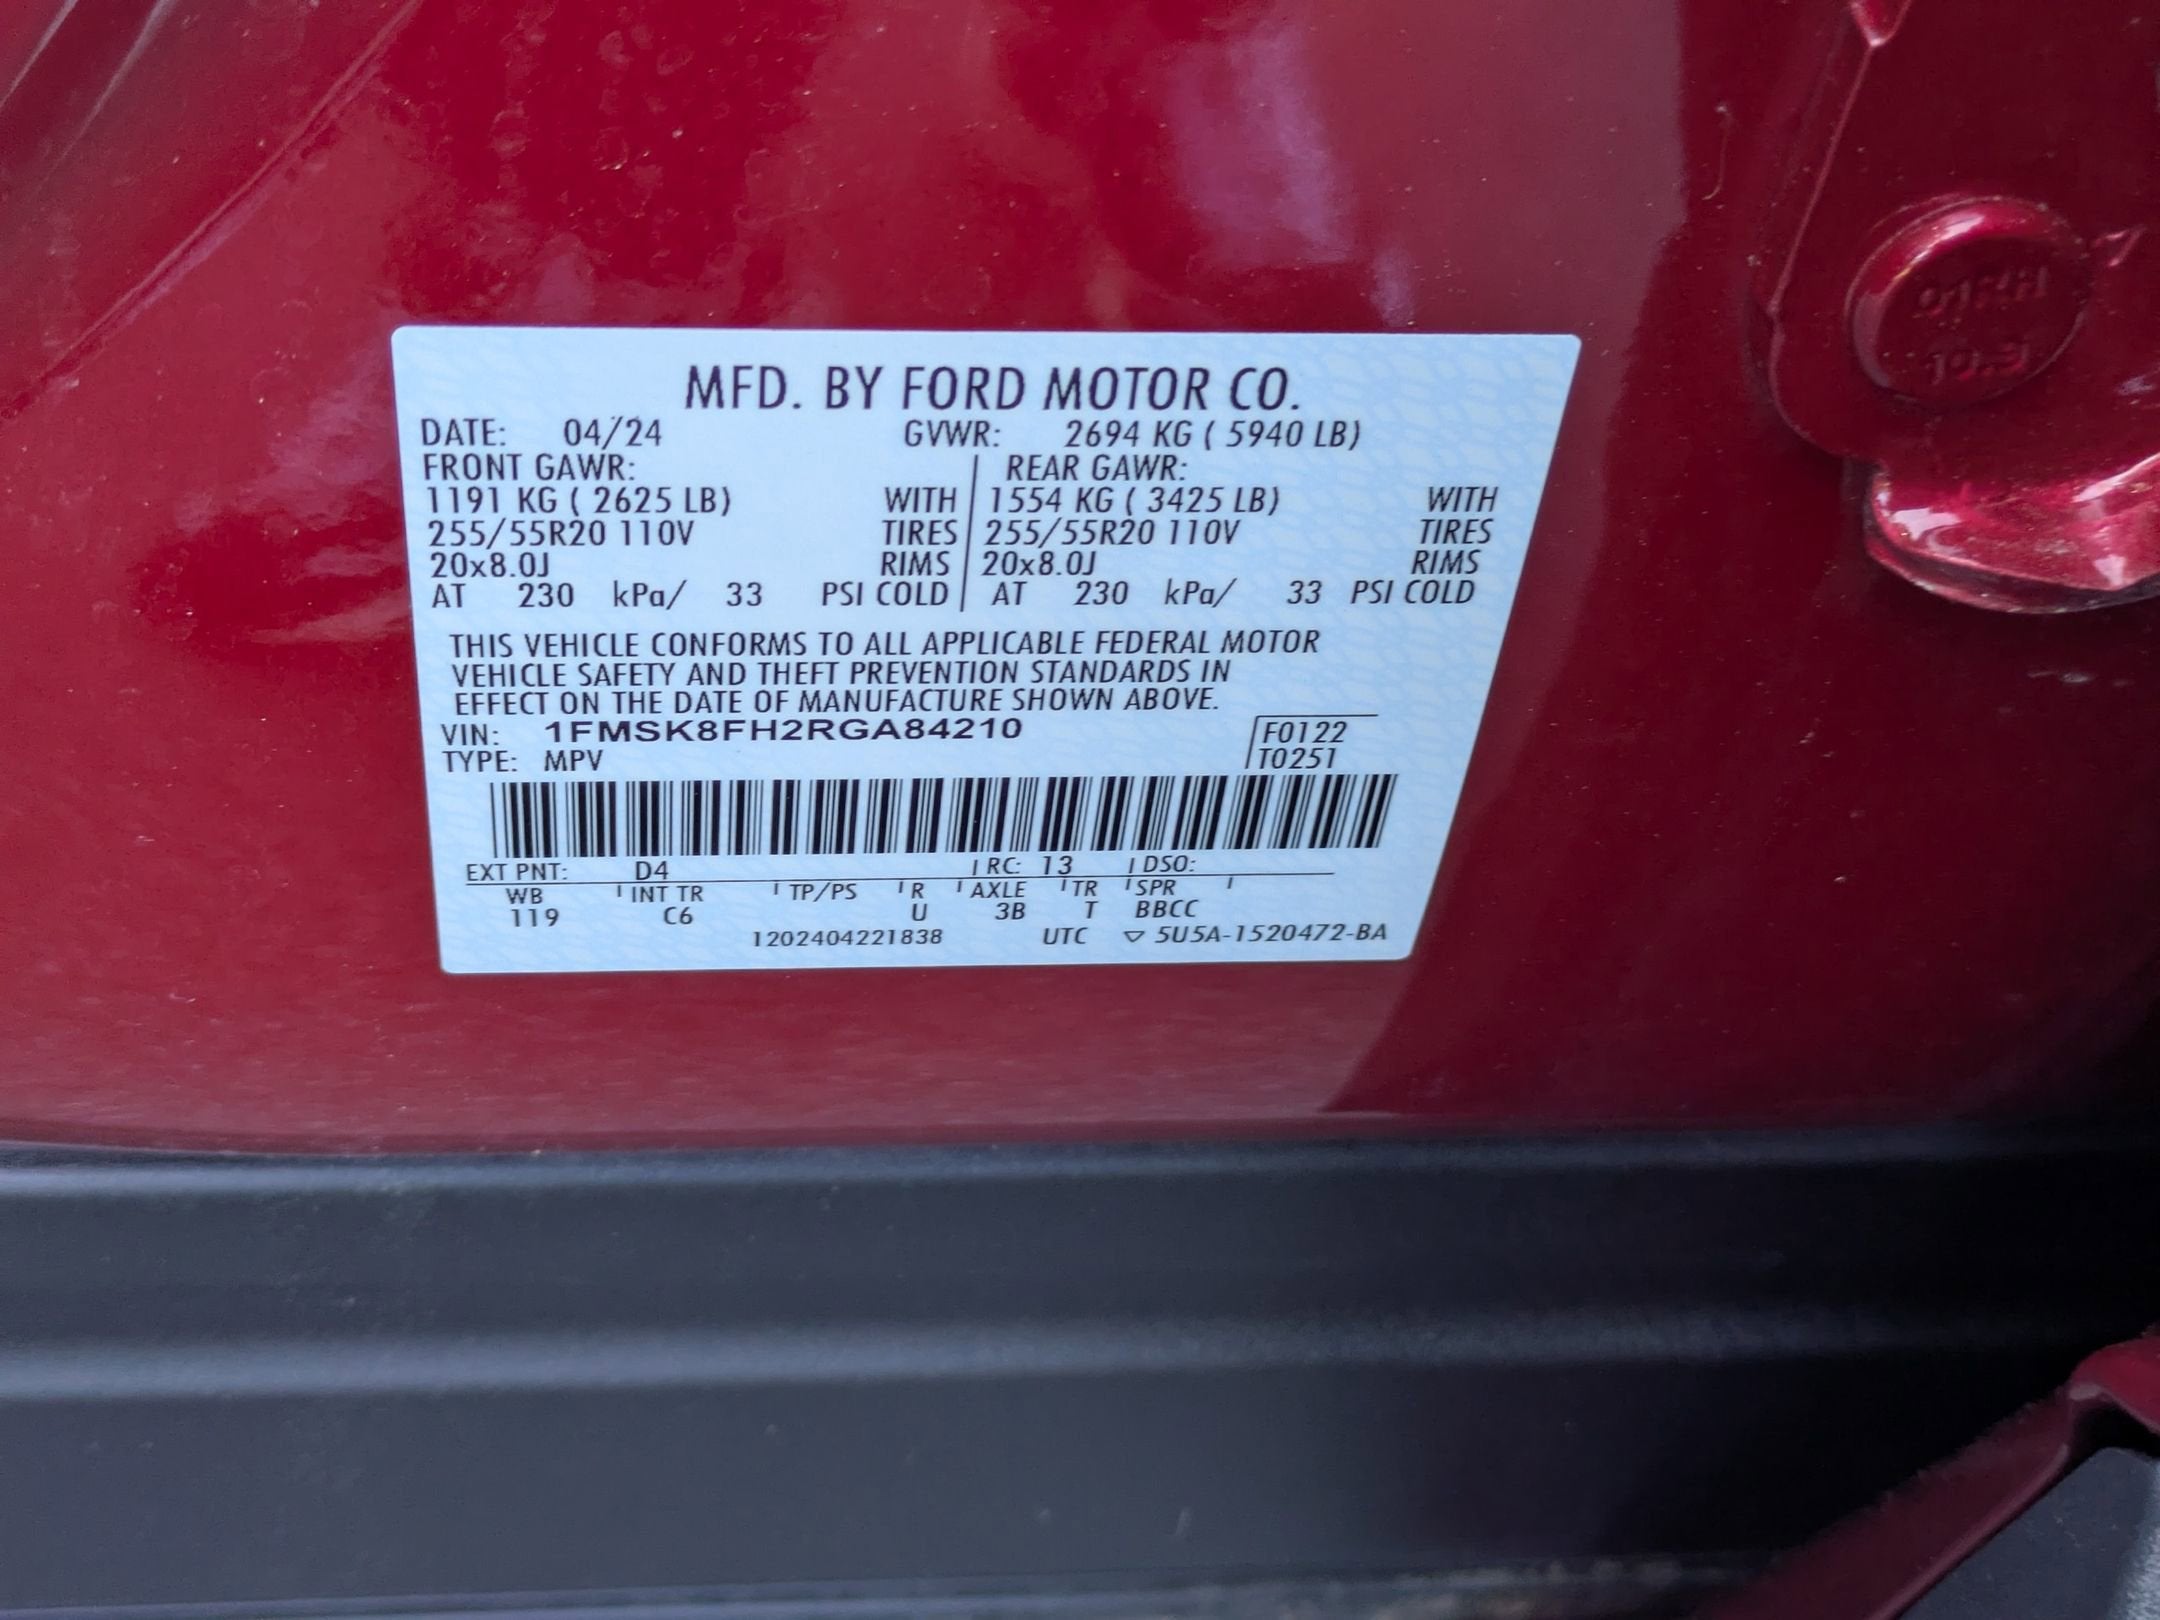 MFD. BY FORD MOTOR CO.
DATE: 04/24 GVWR: 2694 KG ( 5940 LB)
FRONT GAWR: REAR GAWR:
1191 KG ( 2625 LB) WITH 1554 KG ( 3425 LB) WITH
255/55R20 110V TIRES 255/55R20 110V TIRES
20x8.0J RIMS 20x8.0J RIMS
AT 230 kPa/ 33 PSI COLD AT 230 kPa/ 33 PSI COLD
THIS VEHICLE CONFORMS TO ALL APPLICABLE FEDERAL MOTOR
VEHICLE SAFETY AND THEFT PREVENTION STANDARDS IN
EFFECT ON THE DATE OF MANUFACTURE SHOWN ABOVE.
VIN: 1FMSK8FH2RGA84210 F0122
TYPE: MPV T0251
EXT PNT: D4 RC: 13 DSO:
WB INT TR TP/PS R AXLE TR SPR
119 C6 U 3B T BBCC
1202404221838 UTC ▽ 5U5A-1520472-BA